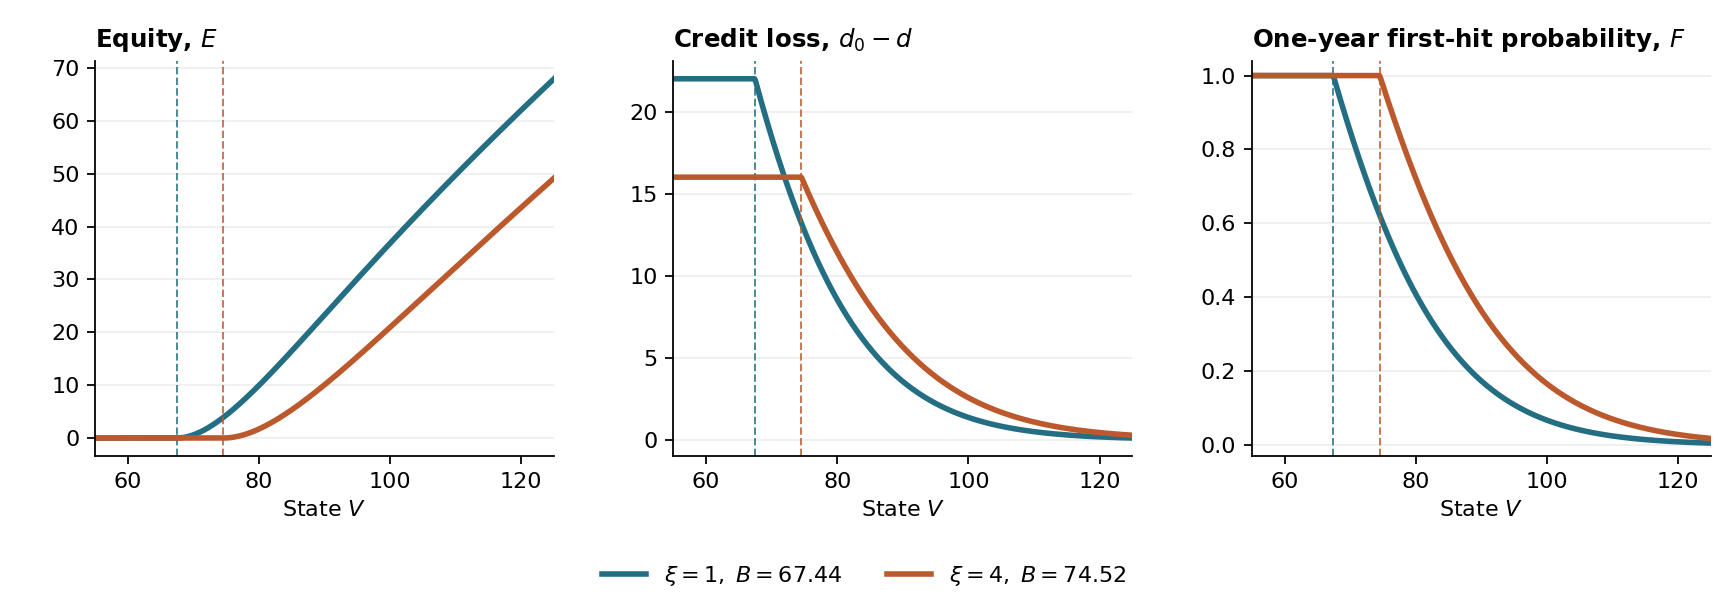 Equity, E
70
60
50
40
30
20
10
0
60 80 100 120
State V
Credit loss, d₀ − d
20
15
10
5
0
60 80 100 120
State V
One-year first-hit probability, F
1.0
0.8
0.6
0.4
0.2
0.0
60 80 100 120
State V
ξ = 1, B = 67.44
ξ = 4, B = 74.52